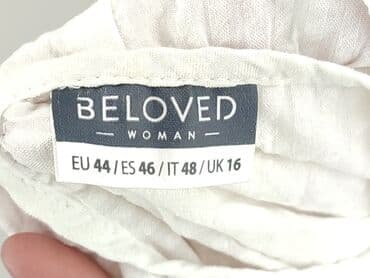 BELOVED
WOMAN
EU 44 / ES 46 / IT 48 / UK 16